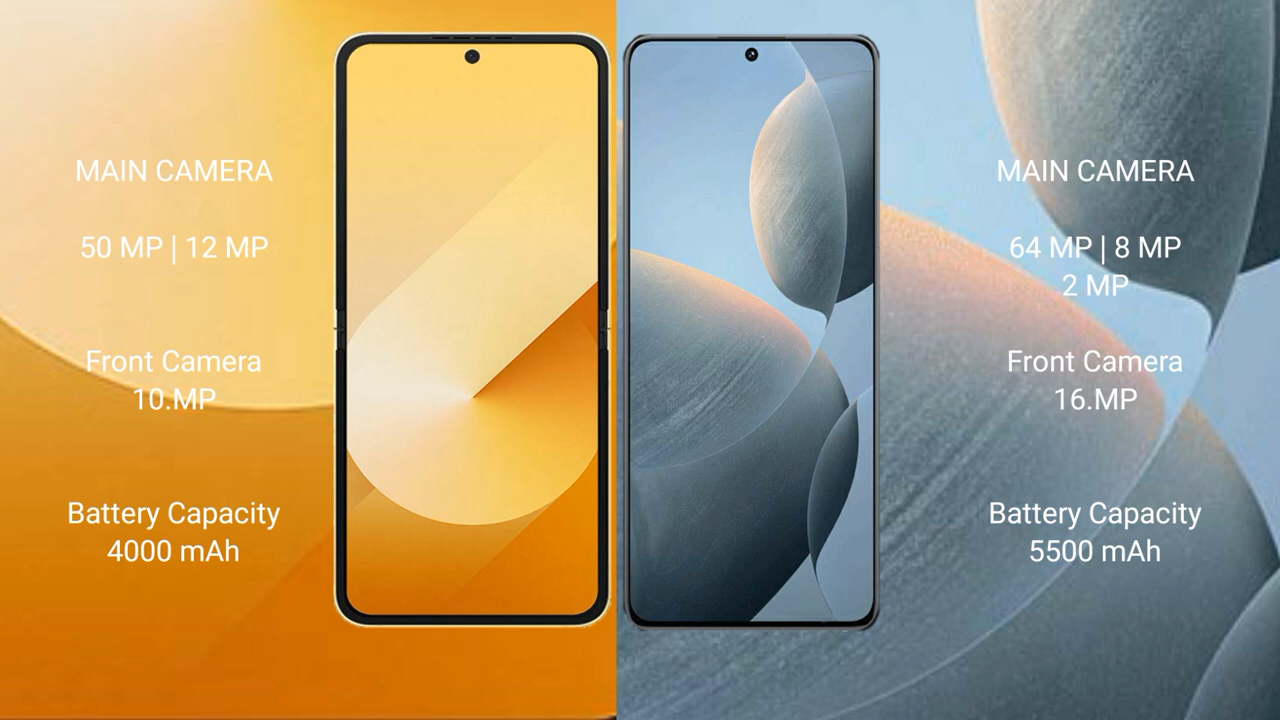 MAIN CAMERA
50 MP | 12 MP
Front Camera
10.MP
Battery Capacity
4000 mAh
MAIN CAMERA
64 MP | 8 MP
2 MP
Front Camera
16.MP
Battery Capacity
5500 mAh